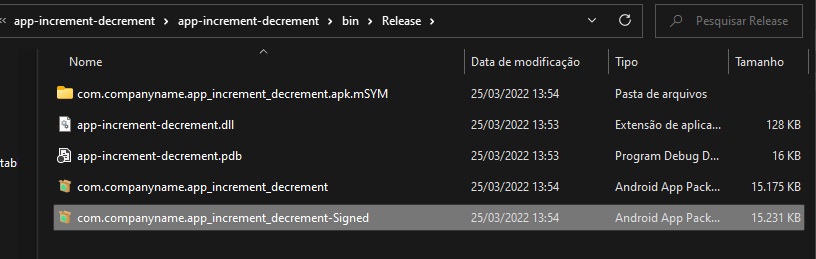 « app-increment-decrement › app-increment-decrement › bin › Release › Pesquisar Release
Nome Data de modificação Tipo Tamanho
com.companyname.app_increment_decrement.apk.mSYM 25/03/2022 13:54 Pasta de arquivos
app-increment-decrement.dll 25/03/2022 13:53 Extensão de aplica... 128 KB
tab app-increment-decrement.pdb 25/03/2022 13:53 Program Debug D... 16 KB
com.companyname.app_increment_decrement 25/03/2022 13:54 Android App Pack... 15.175 KB
com.companyname.app_increment_decrement-Signed 25/03/2022 13:54 Android App Pack... 15.231 KB